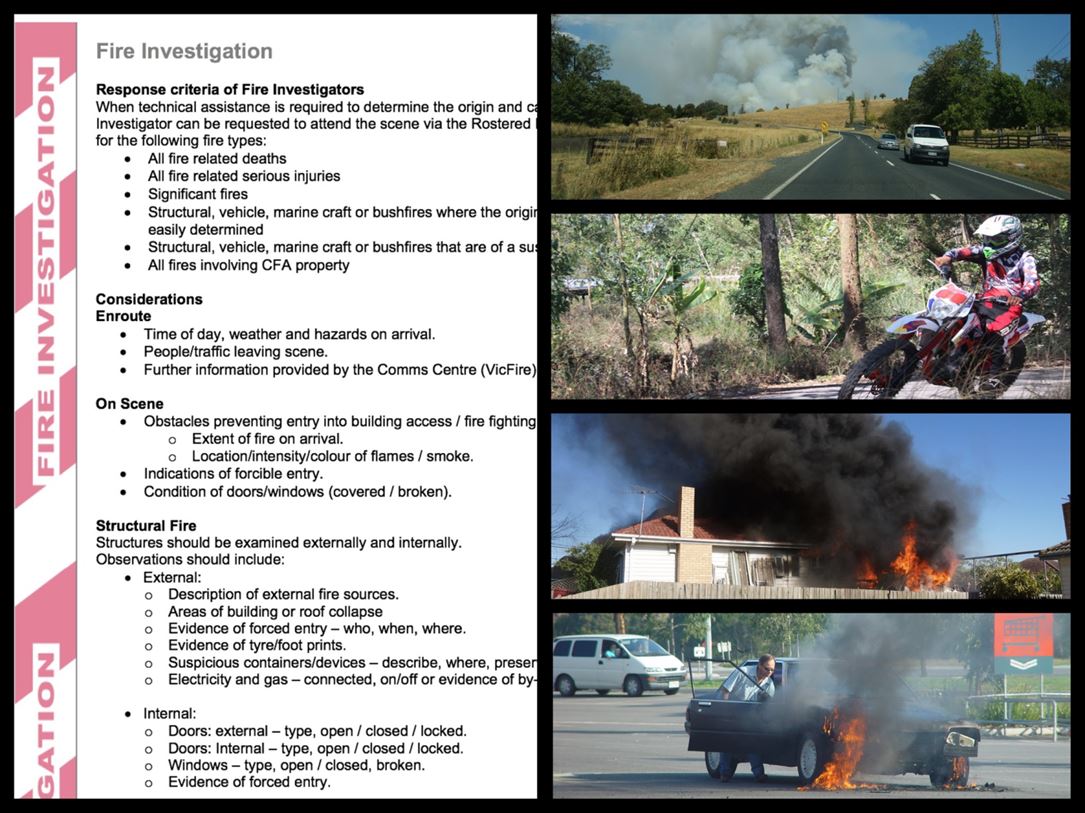 FIRE INVESTIGATION
GATION
Fire Investigation
Response criteria of Fire Investigators
When technical assistance is required to determine the origin and ca
Investigator can be requested to attend the scene via the Rostered
for the following fire types:
• All fire related deaths
• All fire related serious injuries
• Significant fires
• Structural, vehicle, marine craft or bushfires where the origin
easily determined
• Structural, vehicle, marine craft or bushfires that are of a sus
• All fires involving CFA property
Considerations
Enroute
• Time of day, weather and hazards on arrival.
• People/traffic leaving scene.
• Further information provided by the Comms Centre (VicFire)
On Scene
• Obstacles preventing entry into building access / fire fighting
o Extent of fire on arrival.
o Location/intensity/colour of flames / smoke.
• Indications of forcible entry.
• Condition of doors/windows (covered / broken).
Structural Fire
Structures should be examined externally and internally.
Observations should include:
• External:
o Description of external fire sources.
o Areas of building or roof collapse
o Evidence of forced entry – who, when, where.
o Evidence of tyre/foot prints.
o Suspicious containers/devices – describe, where, preser
o Electricity and gas – connected, on/off or evidence of by-
• Internal:
o Doors: external – type, open / closed / locked.
o Doors: Internal – type, open / closed / locked.
o Windows – type, open / closed, broken.
o Evidence of forced entry.